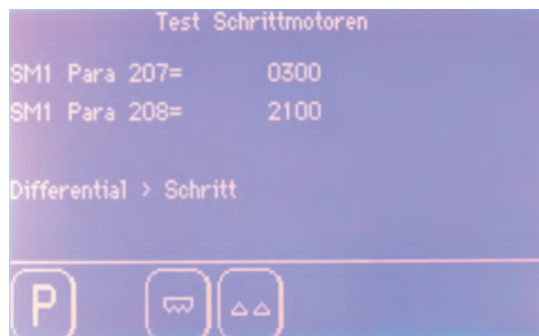 Test Schrittmotoren
SM1 Para 207= 0300
SM1 Para 208= 2100
Differential > Schritt
P